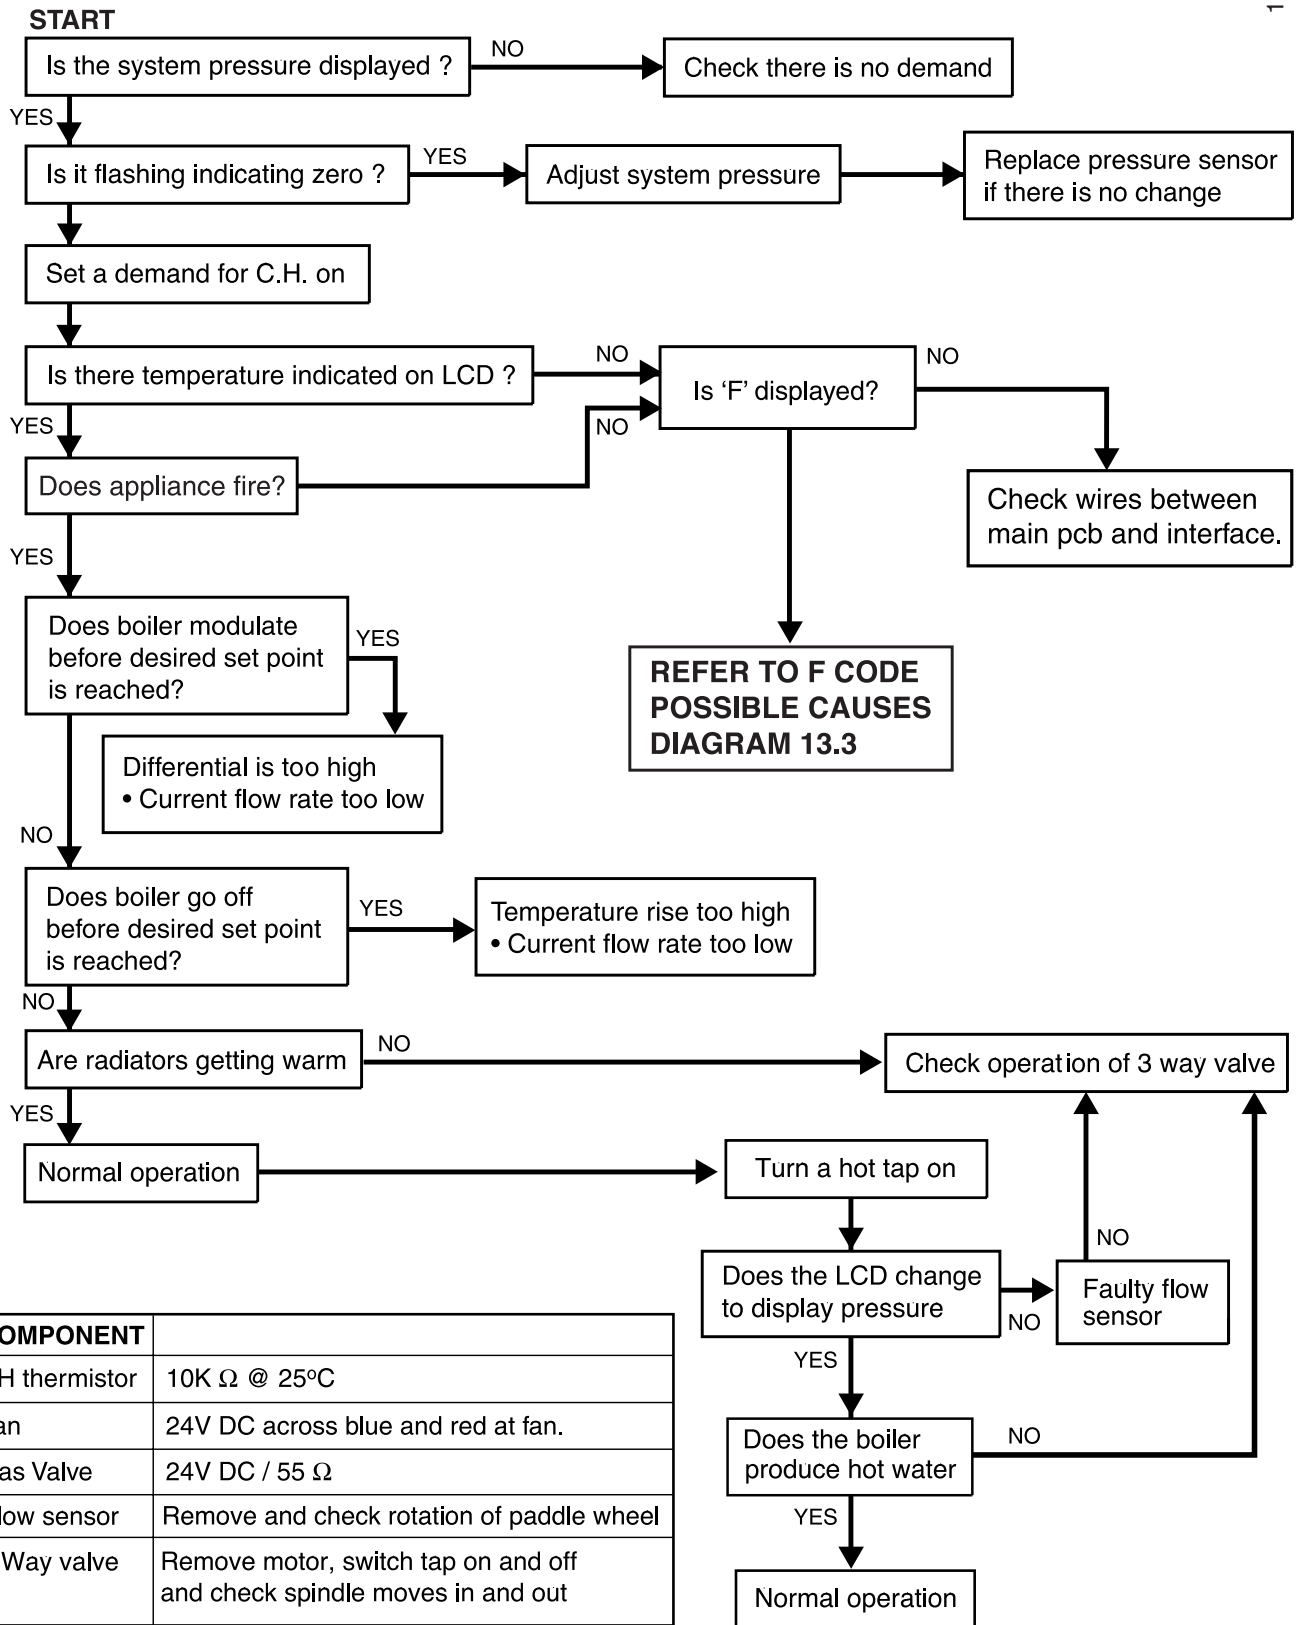 START
1
Is the system pressure displayed ?
NO
Check there is no demand
YES
Is it flashing indicating zero ?
YES
Adjust system pressure
Replace pressure sensor
if there is no change
Set a demand for C.H. on
Is there temperature indicated on LCD ?
NO
Is ‘F’ displayed?
NO
YES
NO
Does appliance fire?
Check wires between
main pcb and interface.
YES
Does boiler modulate
before desired set point
is reached?
YES
REFER TO F CODE
POSSIBLE CAUSES
DIAGRAM 13.3
Differential is too high
• Current flow rate too low
NO
Does boiler go off
before desired set point
is reached?
YES
Temperature rise too high
• Current flow rate too low
NO
Are radiators getting warm
NO
Check operation of 3 way valve
YES
Normal operation
Turn a hot tap on
NO
Does the LCD change
to display pressure
NO
Faulty flow
sensor
YES
Does the boiler
produce hot water
NO
YES
Normal operation
OMPONENT
H thermistor
10K Ω @ 25ºC
an
24V DC across blue and red at fan.
as Valve
24V DC / 55 Ω
low sensor
Remove and check rotation of paddle wheel
Way valve
Remove motor, switch tap on and off
and check spindle moves in and out